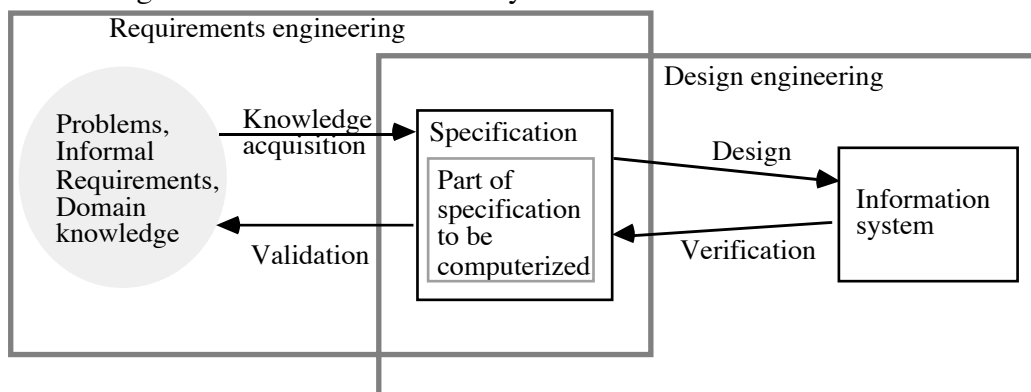 Requirements engineering
Design engineering
Problems,
Informal
Requirements,
Domain
knowledge
Knowledge
acquisition
Validation
Specification
Part of
specification
to be
computerized
Design
Verification
Information
system